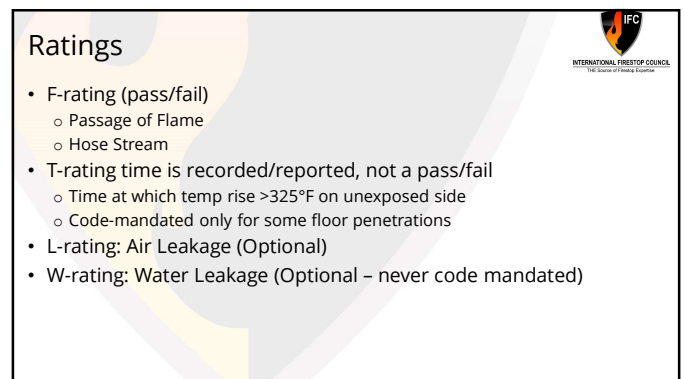 Ratings
IFC
INTERNATIONAL FIRESTOP COUNCIL
THE Source of Firestop Expertise
• F-rating (pass/fail)
o Passage of Flame
o Hose Stream
• T-rating time is recorded/reported, not a pass/fail
o Time at which temp rise >325°F on unexposed side
o Code-mandated only for some floor penetrations
• L-rating: Air Leakage (Optional)
• W-rating: Water Leakage (Optional – never code mandated)